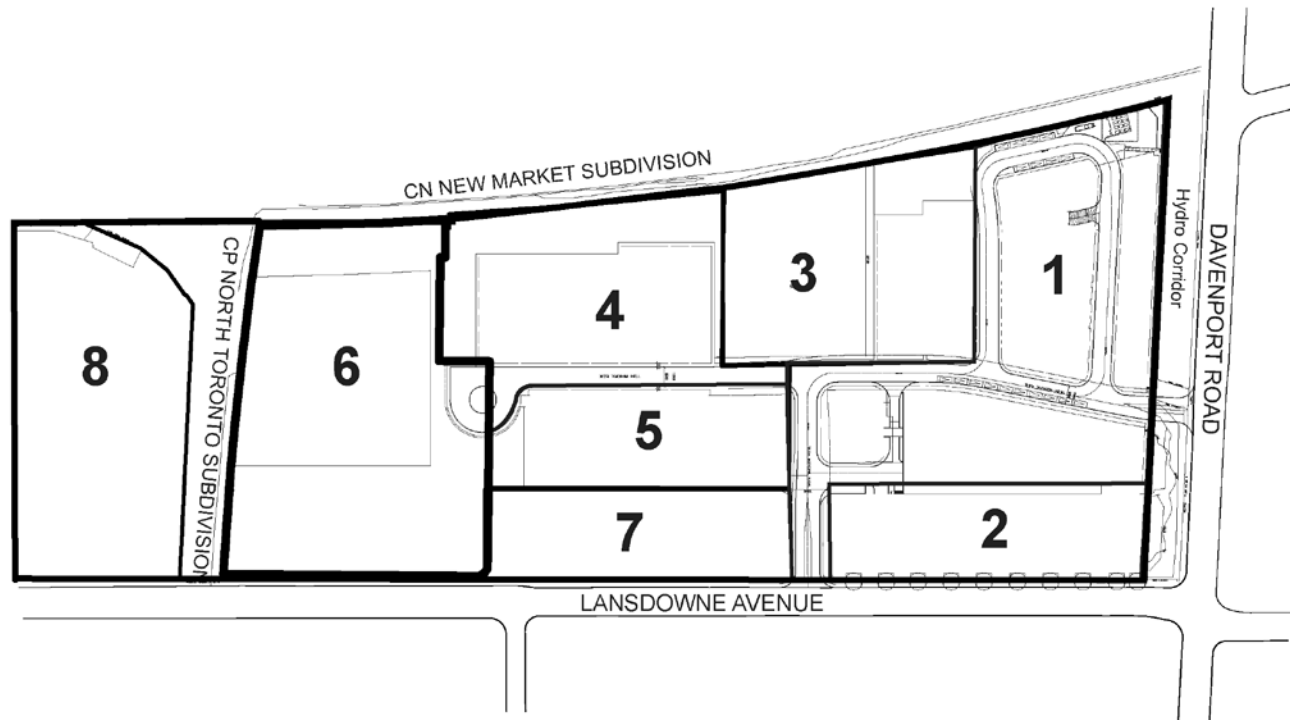 CN NEW MARKET SUBDIVISION
Hydro Corridor
DAVENPORT ROAD
1
3
4
CP NORTH TORONTO SUBDIVISION
8
6
5
7
2
LANSDOWNE AVENUE